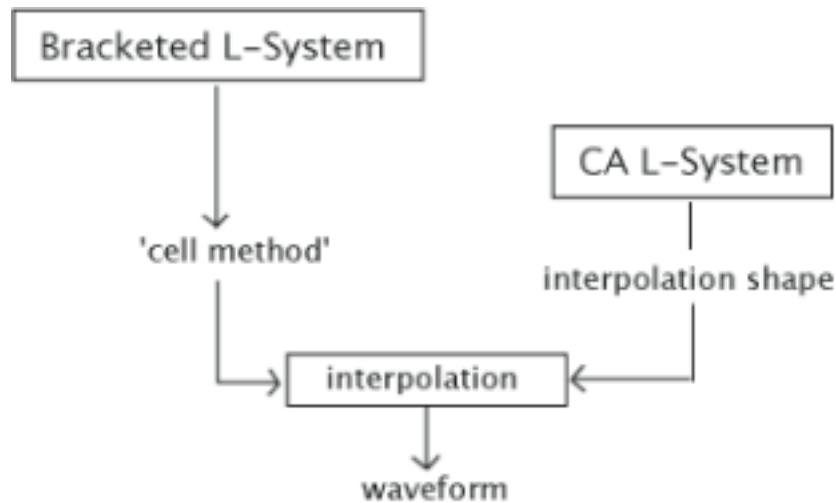 Bracketed L-System
CA L-System
'cell method'
interpolation shape
interpolation
waveform